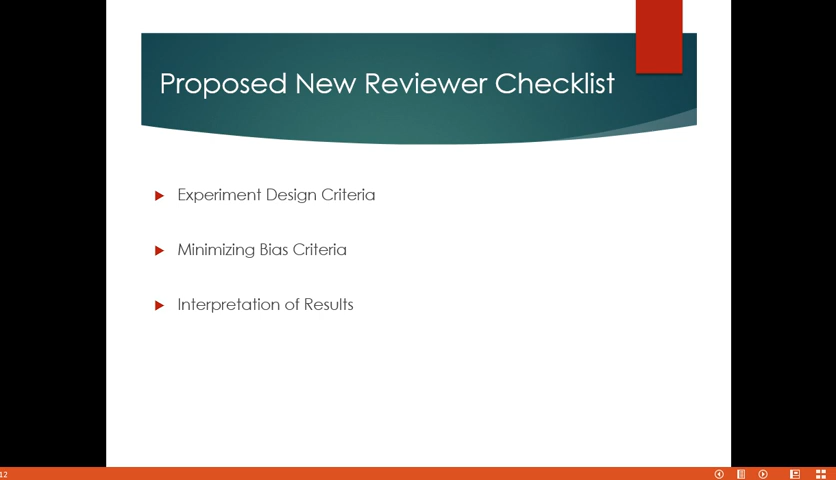 Proposed New Reviewer Checklist
Experiment Design Criteria
Minimizing Bias Criteria
Interpretation of Results
12